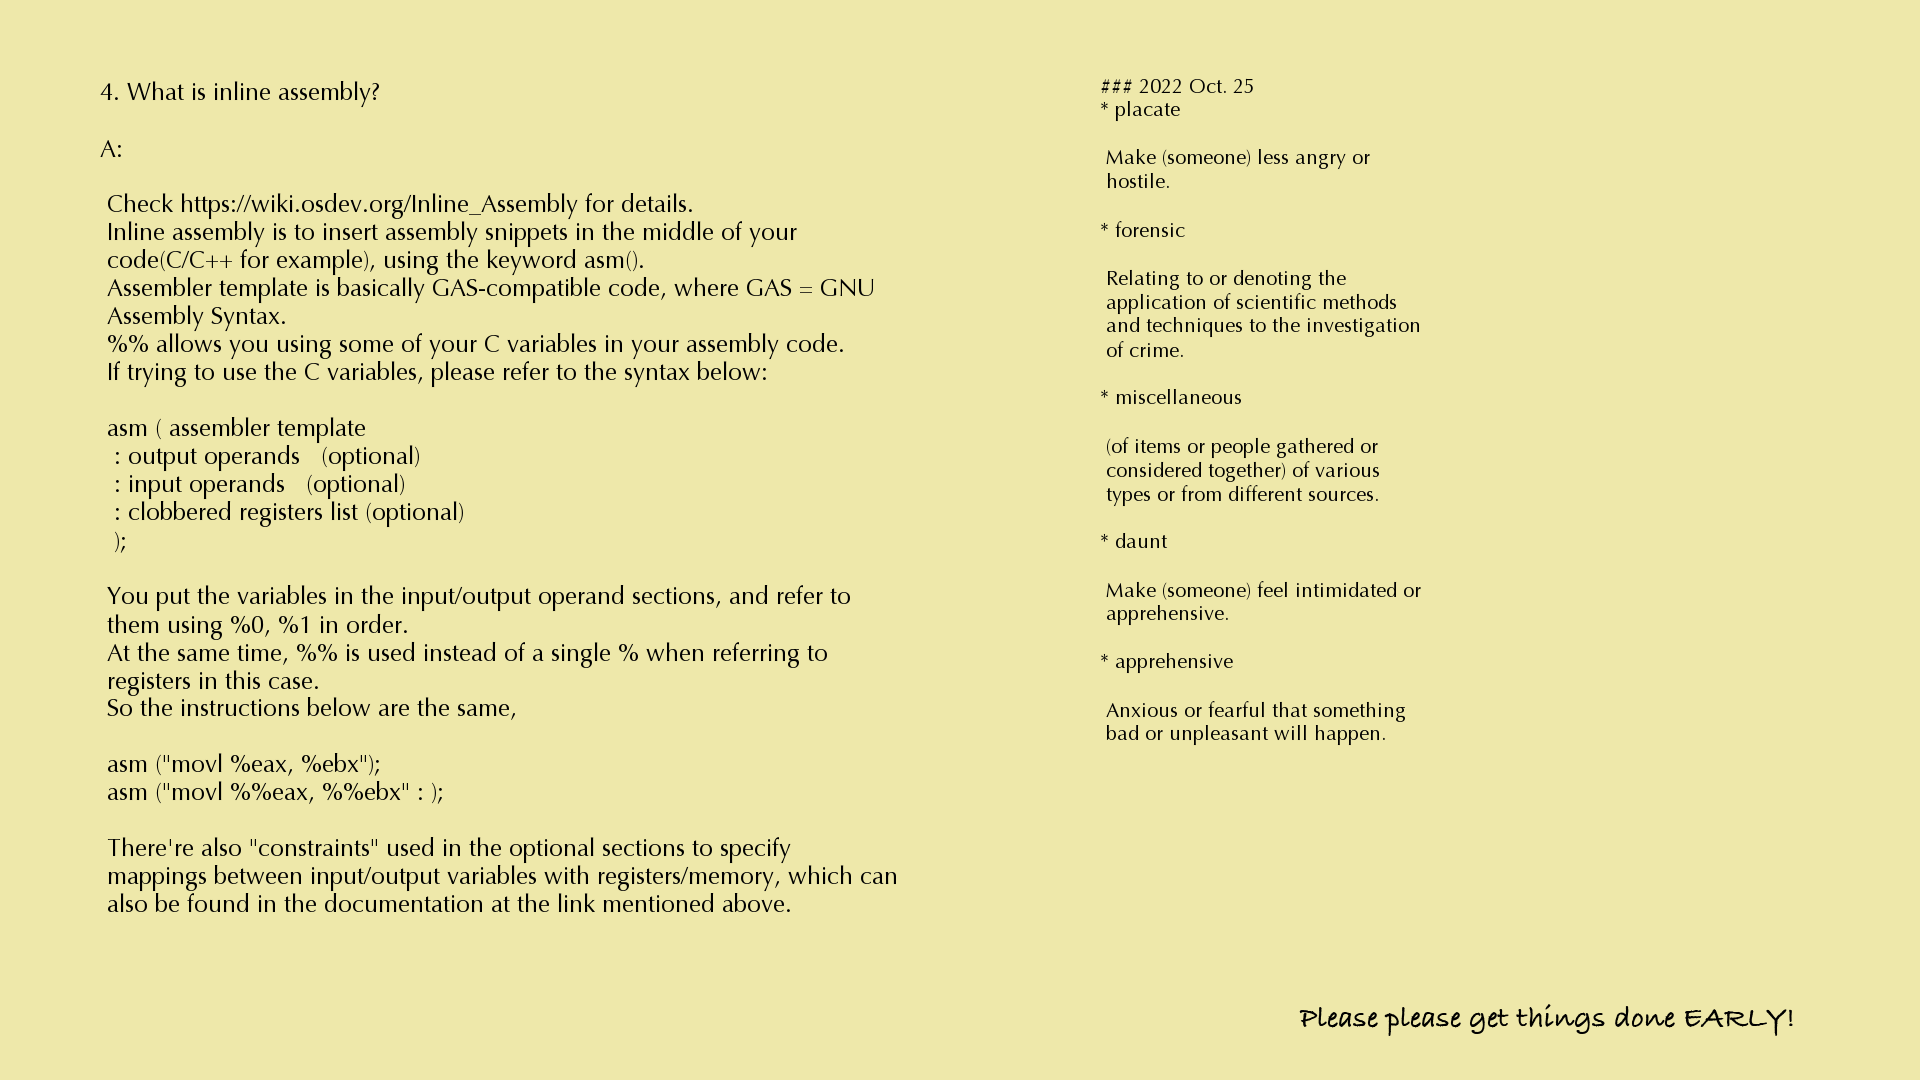 4. What is inline assembly?
A:
Check https://wiki.osdev.org/Inline_Assembly for details.
Inline assembly is to insert assembly snippets in the middle of your
code(C/C++ for example), using the keyword asm().
Assembler template is basically GAS-compatible code, where GAS = GNU
Assembly Syntax.
%% allows you using some of your C variables in your assembly code.
If trying to use the C variables, please refer to the syntax below:
asm ( assembler template
: output operands (optional)
: input operands (optional)
: clobbered registers list (optional)
);
You put the variables in the input/output operand sections, and refer to
them using %0, %1 in order.
At the same time, %% is used instead of a single % when referring to
registers in this case.
So the instructions below are the same,
asm ("movl %eax, %ebx");
asm ("movl %%eax, %%ebx" : );
There're also "constraints" used in the optional sections to specify
mappings between input/output variables with registers/memory, which can
also be found in the documentation at the link mentioned above.
### 2022 Oct. 25
* placate
Make (someone) less angry or
hostile.
* forensic
Relating to or denoting the
application of scientific methods
and techniques to the investigation
of crime.
* miscellaneous
(of items or people gathered or
considered together) of various
types or from different sources.
* daunt
Make (someone) feel intimidated or
apprehensive.
* apprehensive
Anxious or fearful that something
bad or unpleasant will happen.
Please please get things done EARLY!